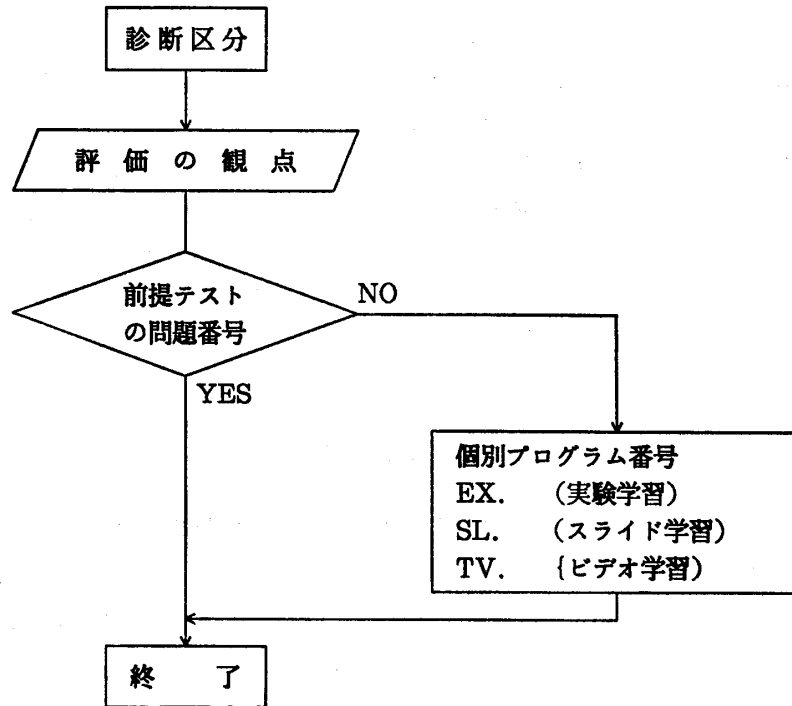 診断区分
評価の観点
前提テスト
の問題番号
NO
YES
個別プログラム番号
EX. (実験学習)
SL. (スライド学習)
TV. {ビデオ学習)
終了